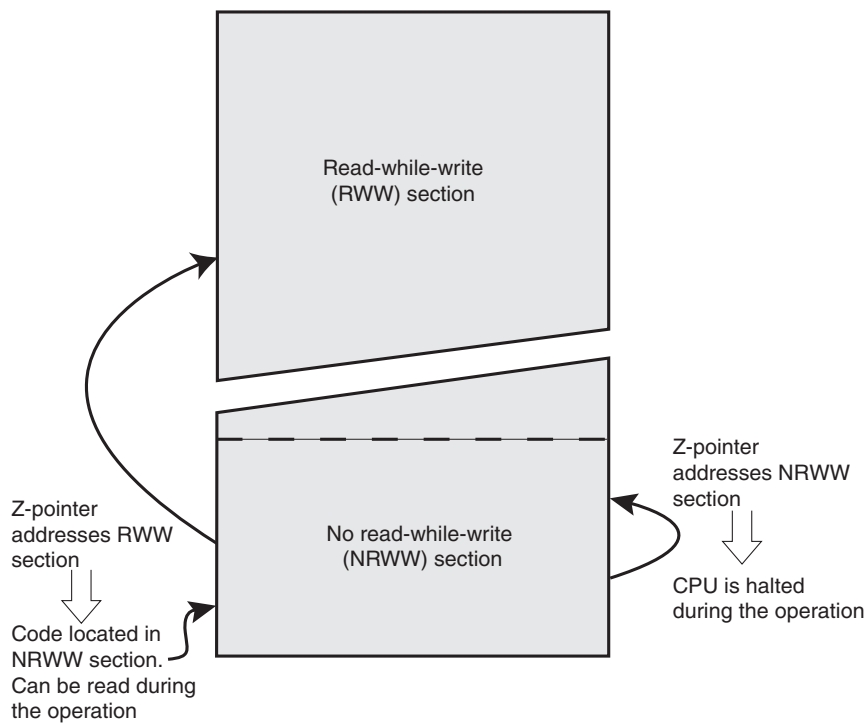 Read-while-write
(RWW) section
Z-pointer
addresses NRWW
section
Z-pointer
addresses RWW
section
No read-while-write
(NRWW) section
CPU is halted
during the operation
Code located in
NRWW section.
Can be read during
the operation